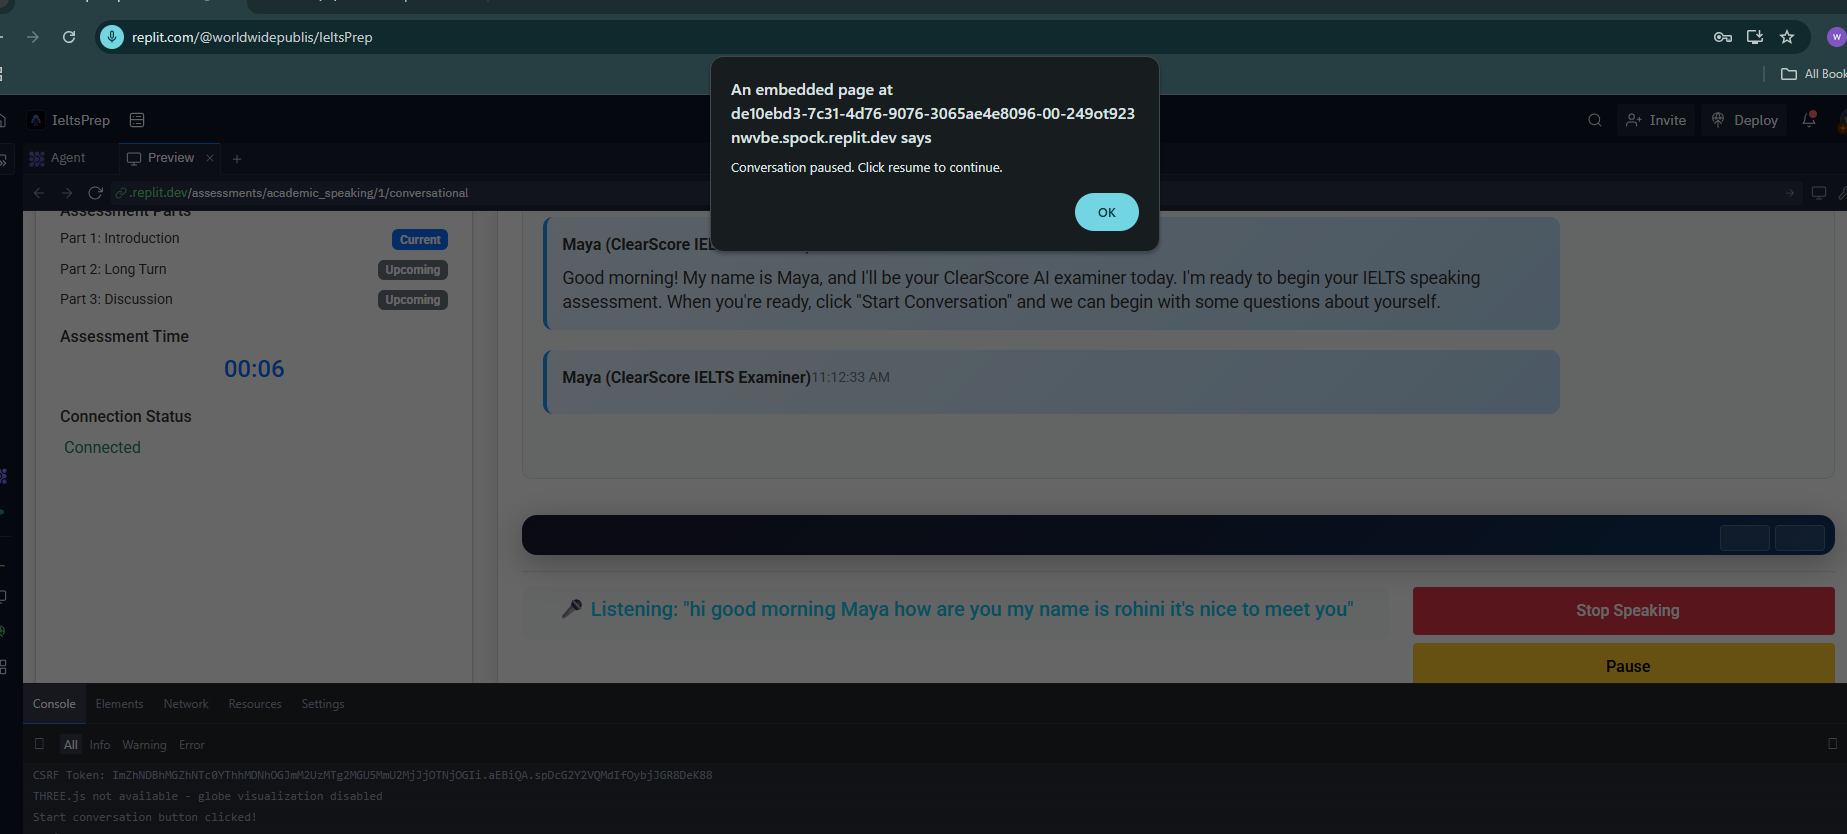 replit.com/@worldwidepublis/IeltsPrep
W
All Book
An embedded page at
de10ebd3-7c31-4d76-9076-3065ae4e8096-00-249ot923
nwvbe.spock.replit.dev says
Conversation paused. Click resume to continue.
OK
IeltsPrep
Invite
Deploy
Agent
Preview
.replit.dev/assessments/academic_speaking/1/conversational
Assessment Parts
Part 1: Introduction
Current
Part 2: Long Turn
Upcoming
Part 3: Discussion
Upcoming
Assessment Time
00:06
Connection Status
Connected
Maya (ClearScore IEL
Good morning! My name is Maya, and I'll be your ClearScore AI examiner today. I'm ready to begin your IELTS speaking
assessment. When you're ready, click "Start Conversation" and we can begin with some questions about yourself.
Maya (ClearScore IELTS Examiner)11:12:33 AM
Listening: "hi good morning Maya how are you my name is rohini it's nice to meet you"
Stop Speaking
Pause
Console
Elements
Network
Resources
Settings
All
Info
Warning
Error
CSRF Token:
THREE.js not available - globe visualization disabled
Start conversation button clicked!